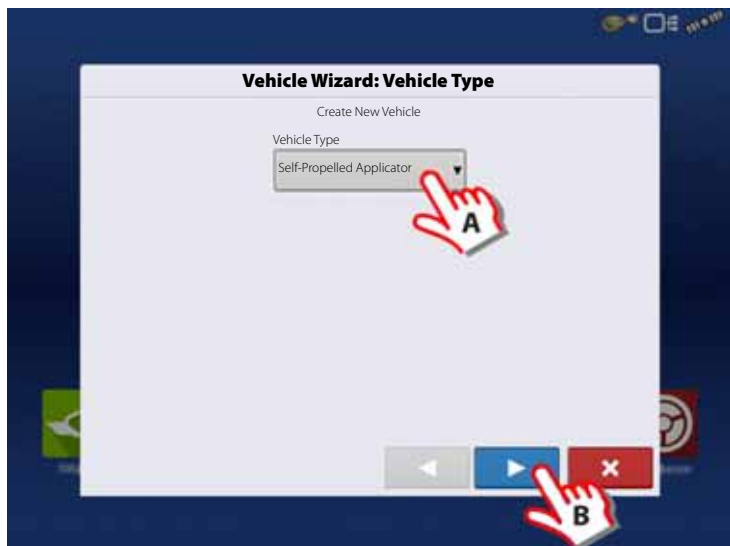 Vehicle Wizard: Vehicle Type
Create New Vehicle
Vehicle Type
Self-Propelled Applicator
A
B